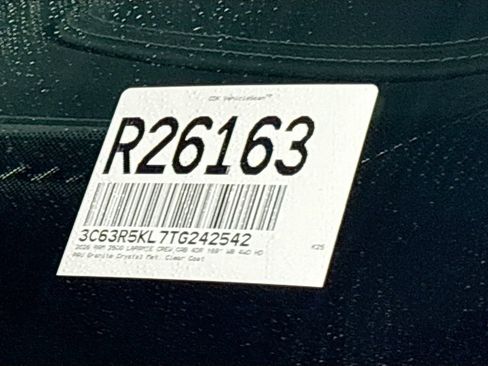 CDK VehicleScan™
R26163
3C63R5KL7TG242542
2026 RAM 2500 LARAMIE CREW CAB 4DR 169" WB 4WD HD
K25
PAU Granite Crystal Met. Clear Coat